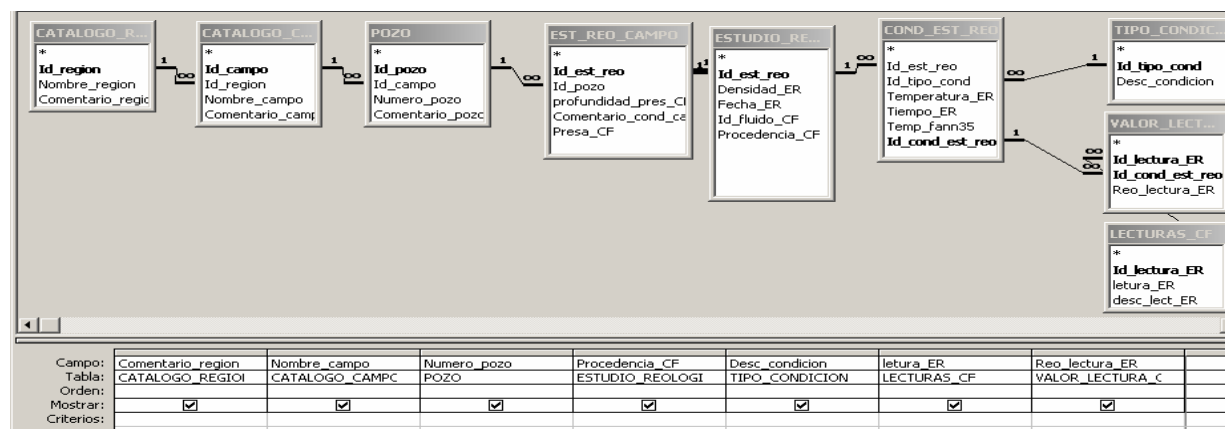 CATALOGO_R...
*
Id_region
Nombre_region
Comentario_regic
1
∞
CATALOGO_C...
*
Id_campo
Id_region
Nombre_campo
Comentario_camp
1
∞
POZO
*
Id_pozo
Id_campo
Numero_pozo
Comentario_pozc
1
∞
EST_REO_CAMPO
*
Id_est_reo
Id_pozo
profundidad_pres_Cl
Comentario_cond_ca
Presa_CF
1
1
ESTUDIO_RE...
*
Id_est_reo
Densidad_ER
Fecha_ER
Id_fluido_CF
Procedencia_CF
1
∞
COND_EST_REO
*
Id_est_reo
Id_tipo_cond
Temperatura_ER
Tiempo_ER
Temp_fann35
Id_cond_est_reo
∞
1
1
TIPO_CONDIC...
*
Id_tipo_cond
Desc_condicion
VALOR_LECT...
*
Id_lectura_ER
Id_cond_est_reo
Reo_lectura_ER
LECTURAS_CF
*
Id_lectura_ER
letura_ER
desc_lect_ER
Campo: Comentario_region Nombre_campo Numero_pozo Procedencia_CF Desc_condicion letura_ER Reo_lectura_ER
Tabla: CATALOGO_REGIOI CATALOGO_CAMPC POZO ESTUDIO_REOLOGI TIPO_CONDICION LECTURAS_CF VALOR_LECTURA_C
Orden:
Mostrar:
Criterios: